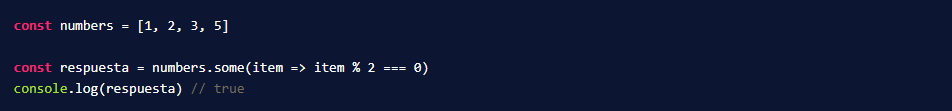 const numbers = [1, 2, 3, 5]
const respuesta = numbers.some(item => item % 2 === 0)
console.log(respuesta) // true